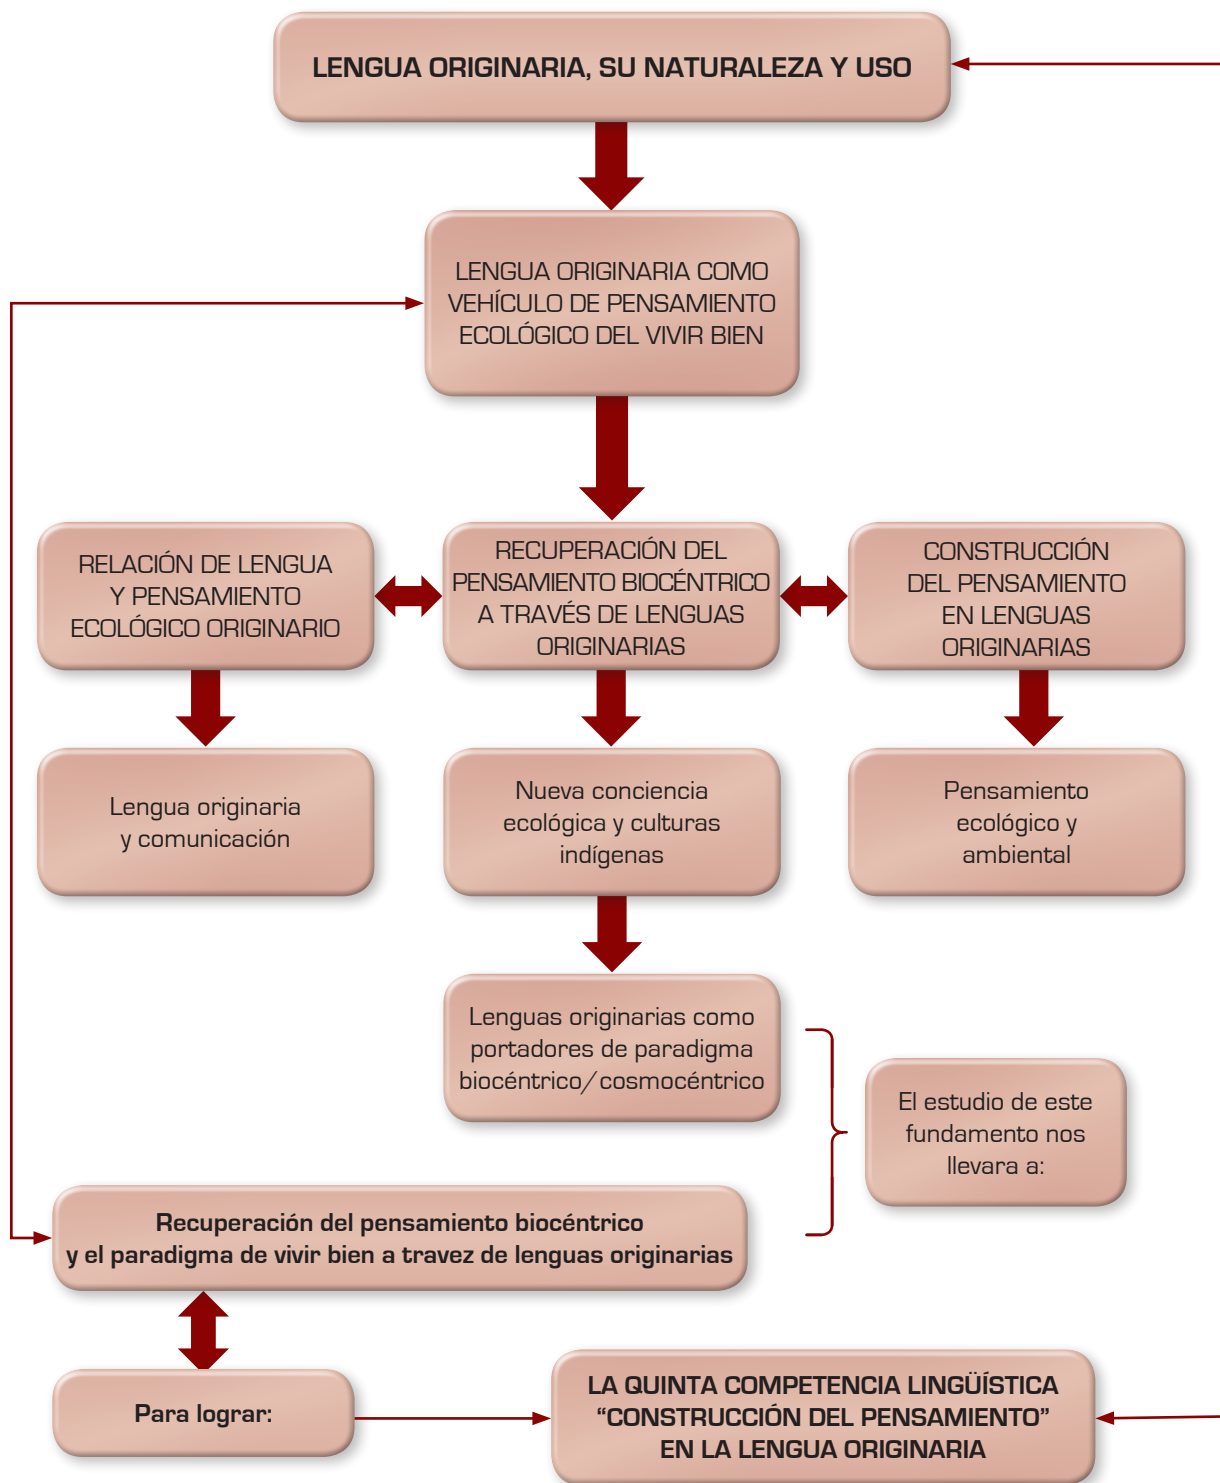 LENGUA ORIGINARIA, SU NATURALEZA Y USO
LENGUA ORIGINARIA COMO
VEHÍCULO DE PENSAMIENTO
ECOLÓGICO DEL VIVIR BIEN
RELACIÓN DE LENGUA
Y PENSAMIENTO
ECOLÓGICO ORIGINARIO
RECUPERACIÓN DEL
PENSAMIENTO BIOCÉNTRICO
A TRAVÉS DE LENGUAS
ORIGINARIAS
CONSTRUCCIÓN
DEL PENSAMIENTO
EN LENGUAS
ORIGINARIAS
Lengua originaria
y comunicación
Nueva conciencia
ecológica y culturas
indígenas
Pensamiento
ecológico y
ambiental
Lenguas originarias como
portadores de paradigma
biocéntrico/cosmocéntrico
El estudio de este
fundamento nos
llevara a:
Recuperación del pensamiento biocéntrico
y el paradigma de vivir bien a travez de lenguas originarias
Para lograr:
LA QUINTA COMPETENCIA LINGÜÍSTICA
“CONSTRUCCIÓN DEL PENSAMIENTO”
EN LA LENGUA ORIGINARIA